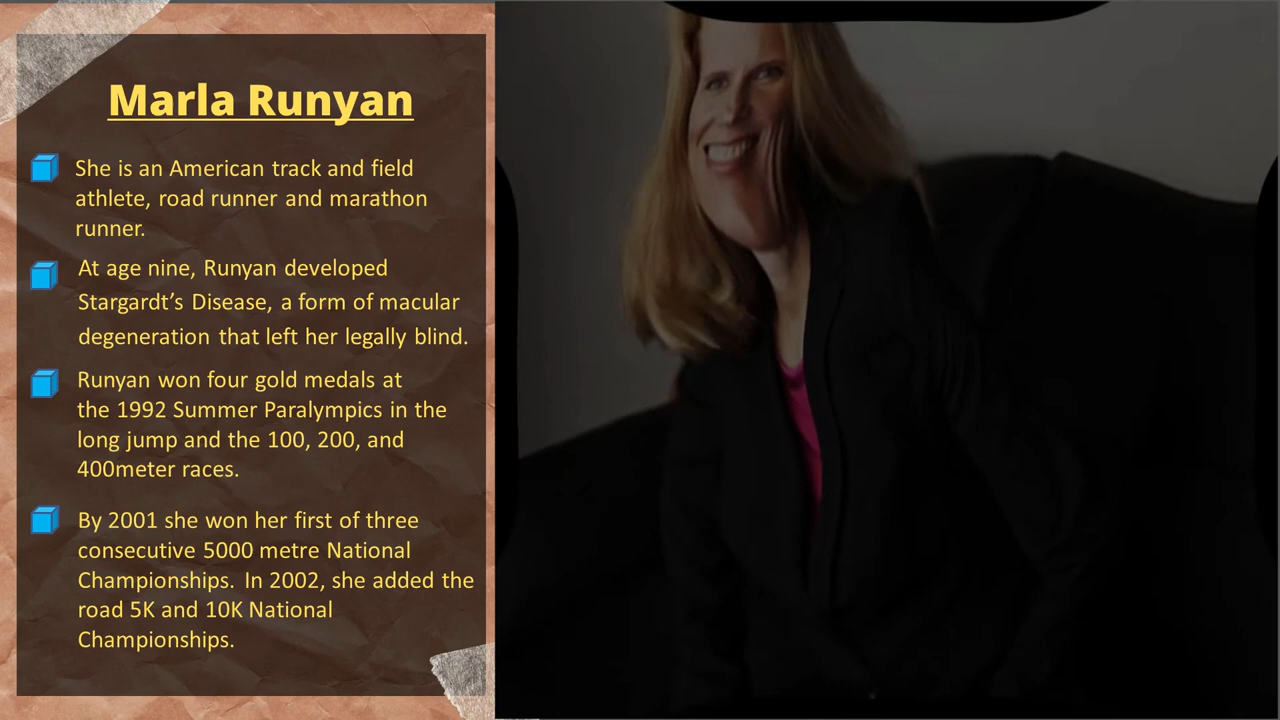 Marla Runyan
She is an American track and field
athlete, road runner and marathon
runner.
At age nine, Runyan developed
Stargardt’s Disease, a form of macular
degeneration that left her legally blind.
Runyan won four gold medals at
the 1992 Summer Paralympics in the
long jump and the 100, 200, and
400meter races.
By 2001 she won her first of three
consecutive 5000 metre National
Championships. In 2002, she added the
road 5K and 10K National
Championships.